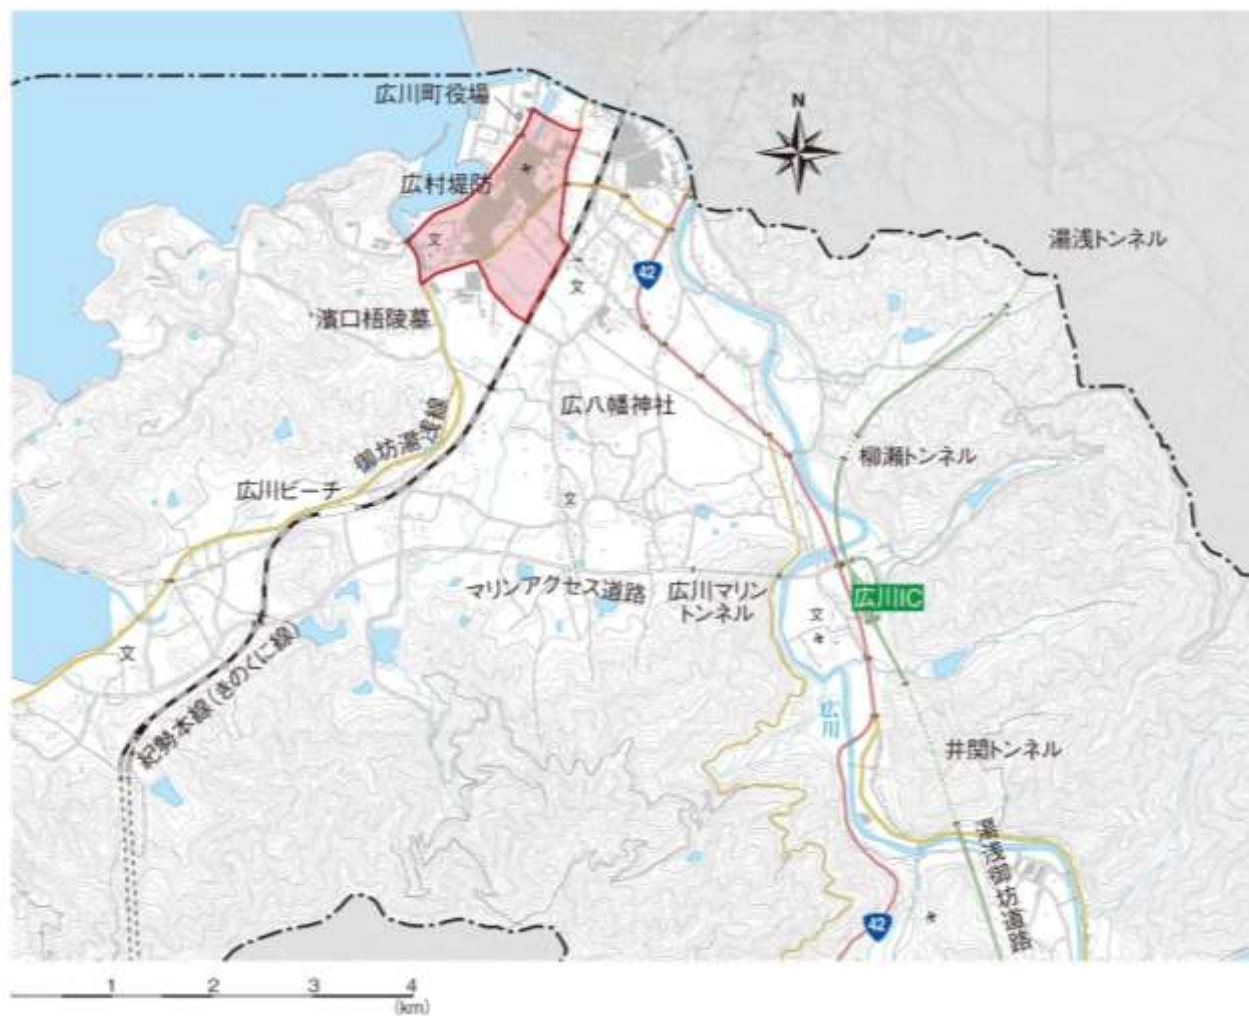 広川町役場
N
広村堤防
文
湯浅トンネル
42
文
濱口梧陵墓
広八幡神社
御坊湯浅線
柳瀬トンネル
広川ビーチ
文
マリンアクセス道路
広川マリン
トンネル
広川IC
文
文
紀勢本線(きのくに線)
広川
井関トンネル
湯浅御坊道路
42
1
2
3
4
(km)